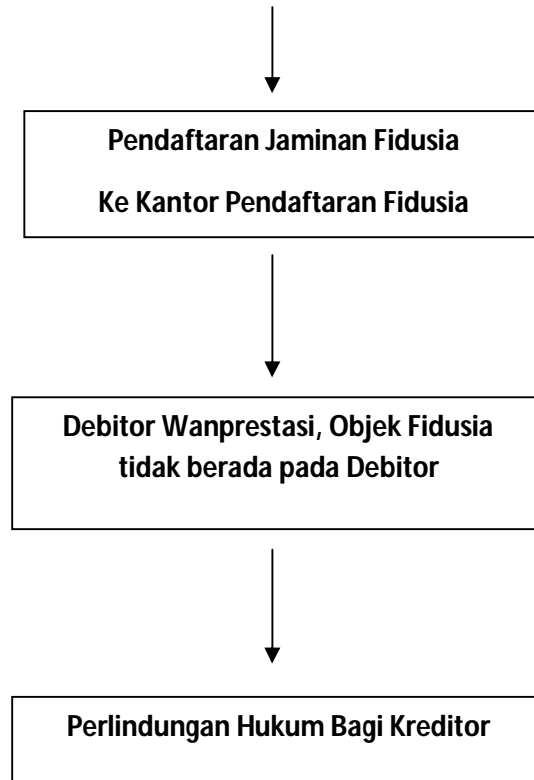 Pendaftaran Jaminan Fidusia
Ke Kantor Pendaftaran Fidusia
Debitor Wanprestasi, Objek Fidusia
tidak berada pada Debitor
Perlindungan Hukum Bagi Kreditor